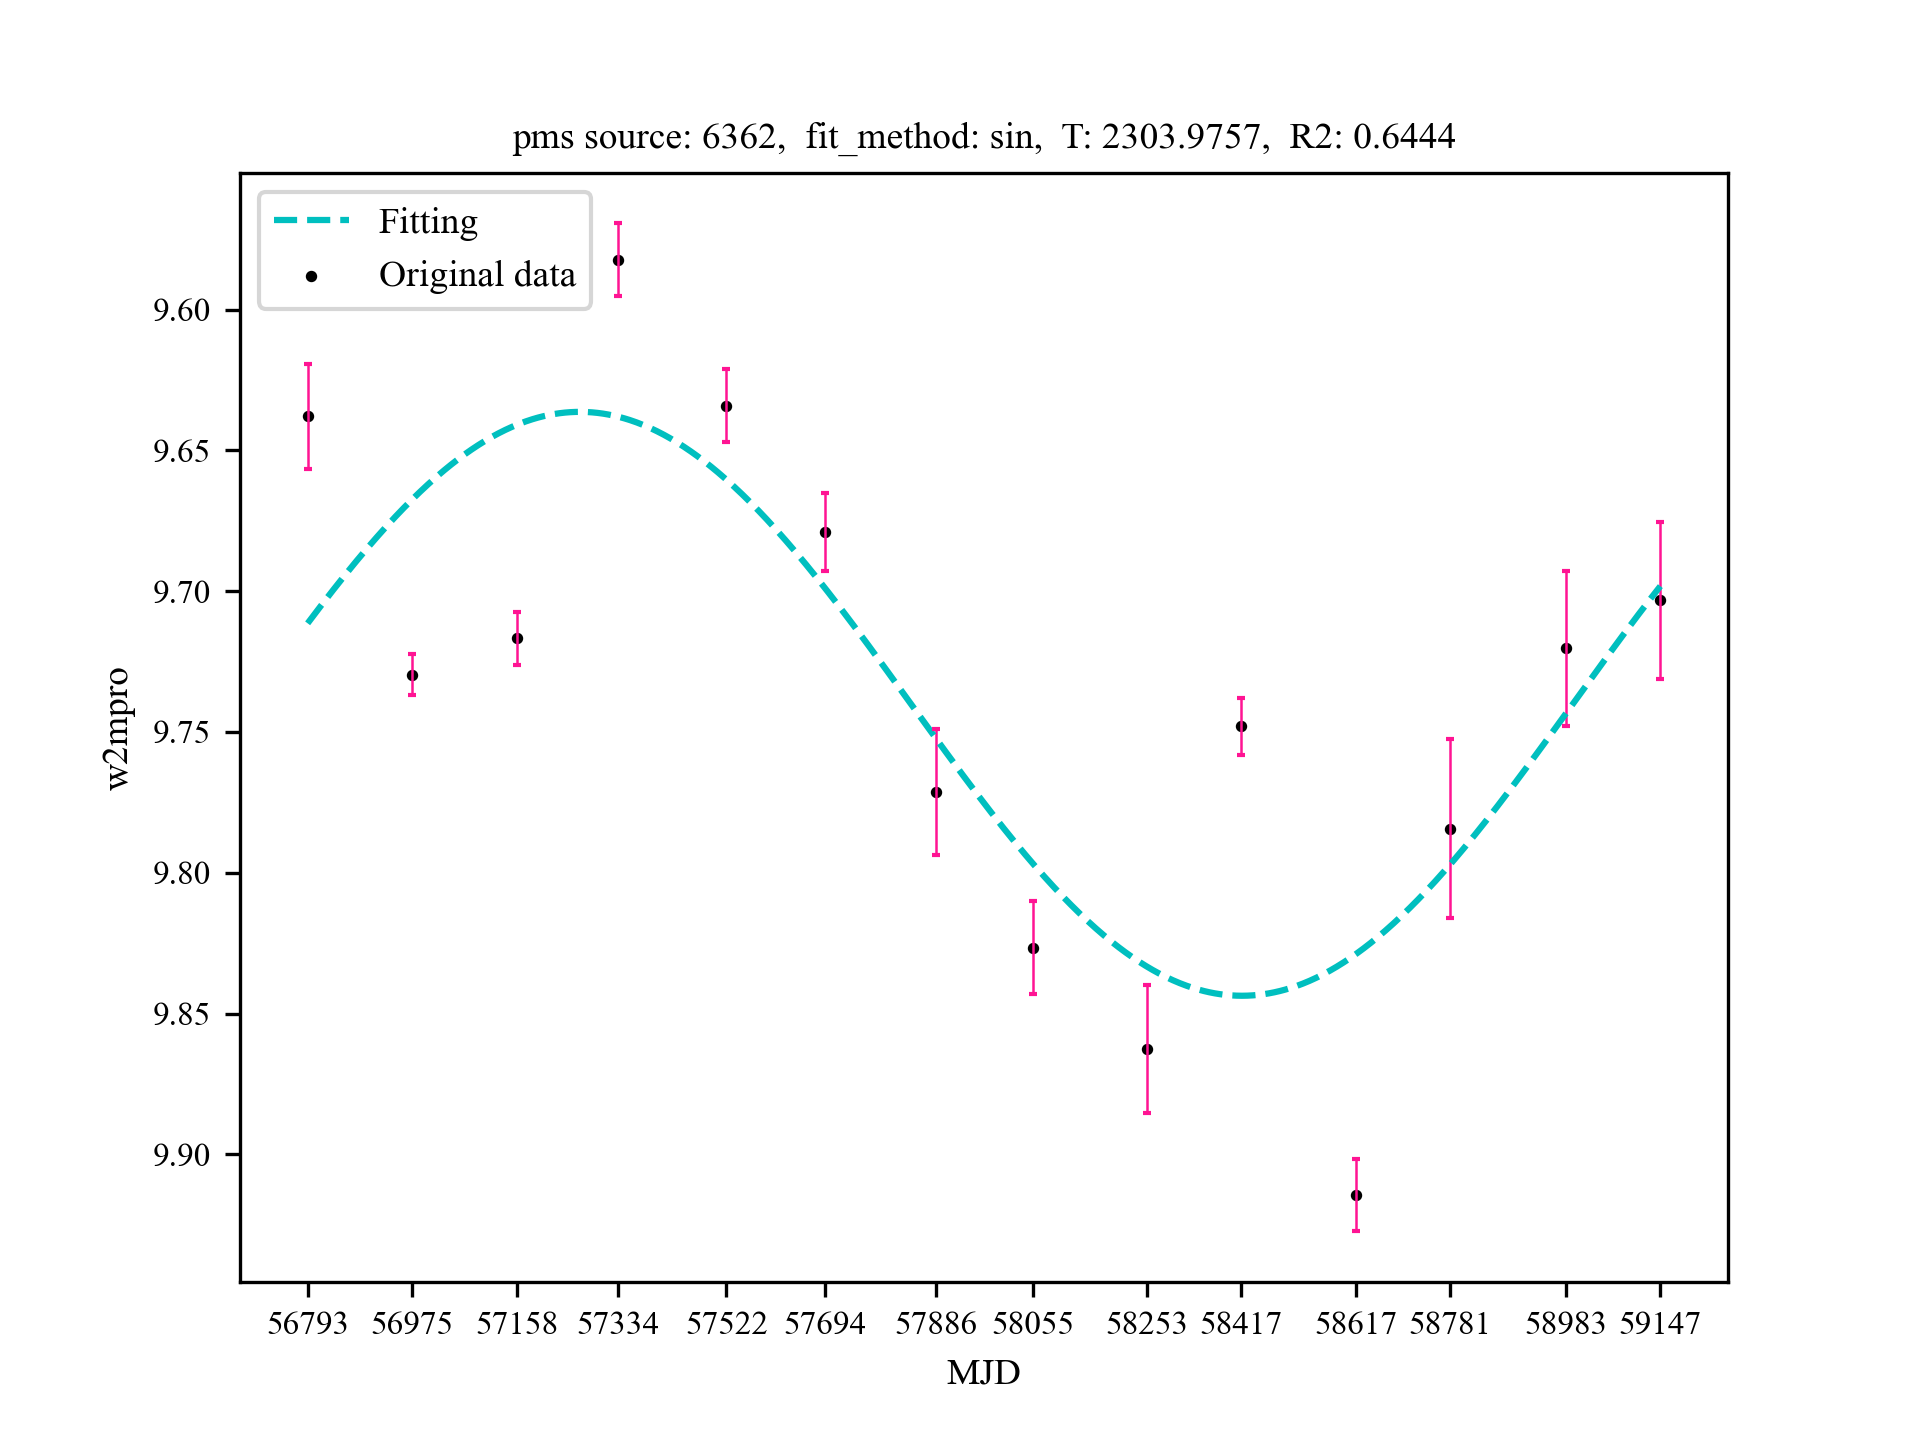 pms source: 6362, fit_method: sin, T: 2303.9757, R2: 0.6444
Fitting
Original data
9.60
9.65
9.70
9.75
9.80
9.85
9.90
w2mpro
56793 56975 57158 57334 57522 57694 57886 58055 58253 58417 58617 58781 58983 59147
MJD